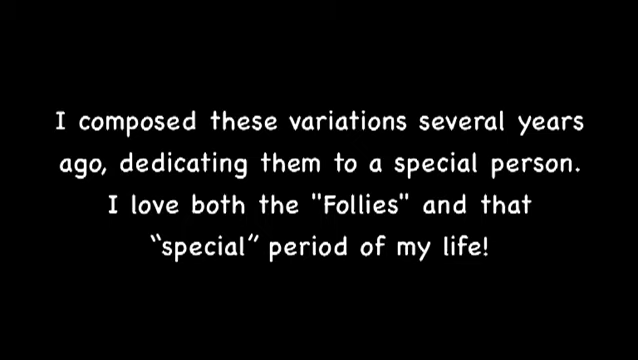 I composed these variations several years
ago, dedicating them to a special person.
I love both the "Follies" and that
“special” period of my life!